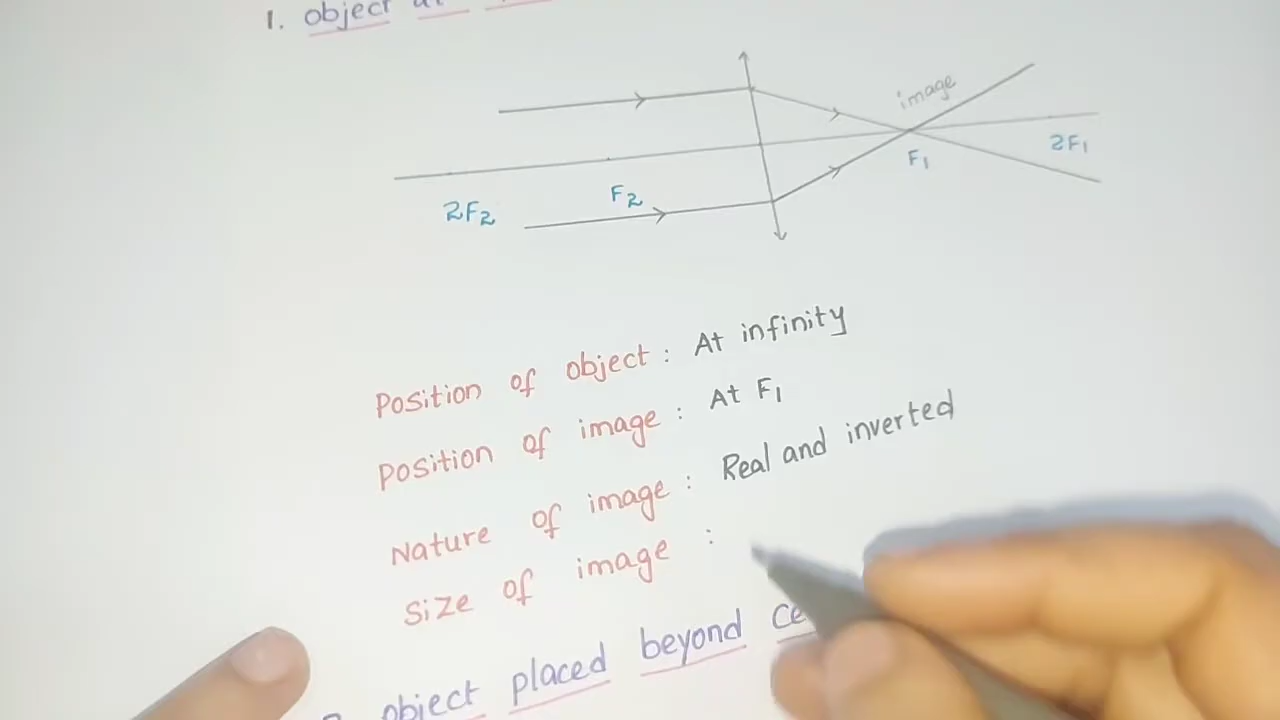 1. object at
image
F1
2F1
F2
2F2
Position of object : At infinity
Position of image : At F1
Nature of image : Real and inverted
Size of image :
object placed beyond